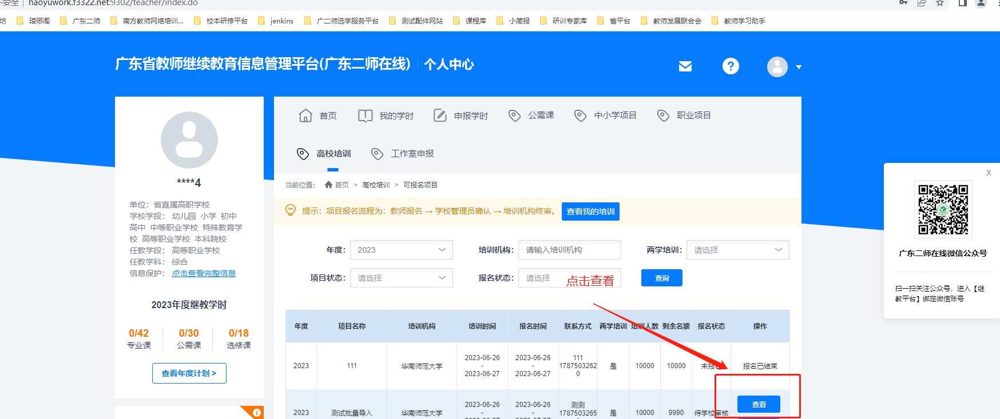 不安全 | haoyuwork.f3322.net:9302/teacher/index.do
坊 琅琊阁 广东二师 南方教师网络培训... 校本研修平台 jenkins 广二师选学服务平台 测试配件网站 课程库 小简报 研训专家库 省平台 教师发展联合会 教师学习助手
广东省教师继续教育信息管理平台(广东二师在线) 个人中心
首页 我的学时 申报学时 公需课 中小学项目 职业项目
高校培训 工作室申报
****4
单位：省直属高职学校
学校学段： 幼儿园 小学 初中
高中 中等职业学校 特殊教育学
校 高等职业学校 本科院校
任教学段： 高等职业学校
任教学科： 综合
信息保护： 点击查看完整信息
2023年度继教学时
0/42 0/30 0/18
专业课 公需课 选修课
查看年度计划 >
当前位置： 首页 > 高校培训 > 可报名项目
提示：项目报名流程为：教师报名 → 学校管理员确认 → 培训机构终审。 查看我的培训
年度： 2023 培训机构： 请输入培训机构 两学培训： 请选择
项目状态： 请选择 报名状态： 请选择 查询
点击查看
年度 项目名称 培训机构 培训时间 报名时间 联系方式 两学培训 培训人数 剩余名额 报名状态 操作
2023 111 华南师范大学 2023-06-26 - 2023-06-27 2023-06-26 - 2023-06-27 111 17875032620 是 10000 10000 未报名 报名已结束
2023 测试批量导入 华南师范大学 2023-06-26 - 2023-06-26 - 测测 1787503265 是 10000 9990 待学校审核 查看
X
广东二师在线微信公众号
扫一扫关注公众号，进入【继
教平台】绑定微信账号